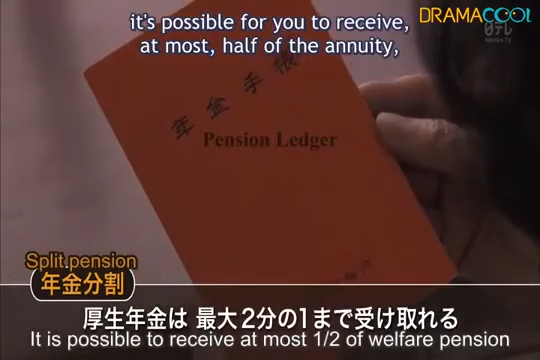 it's possible for you to receive,
at most, half of the annuity,
DRAMACOOL
日テレ
年金手帳
Pension Ledger
Split.pension
年金分割
厚生年金は 最大2分の1まで受け取れる
It is possible to receive at most 1/2 of welfare pension